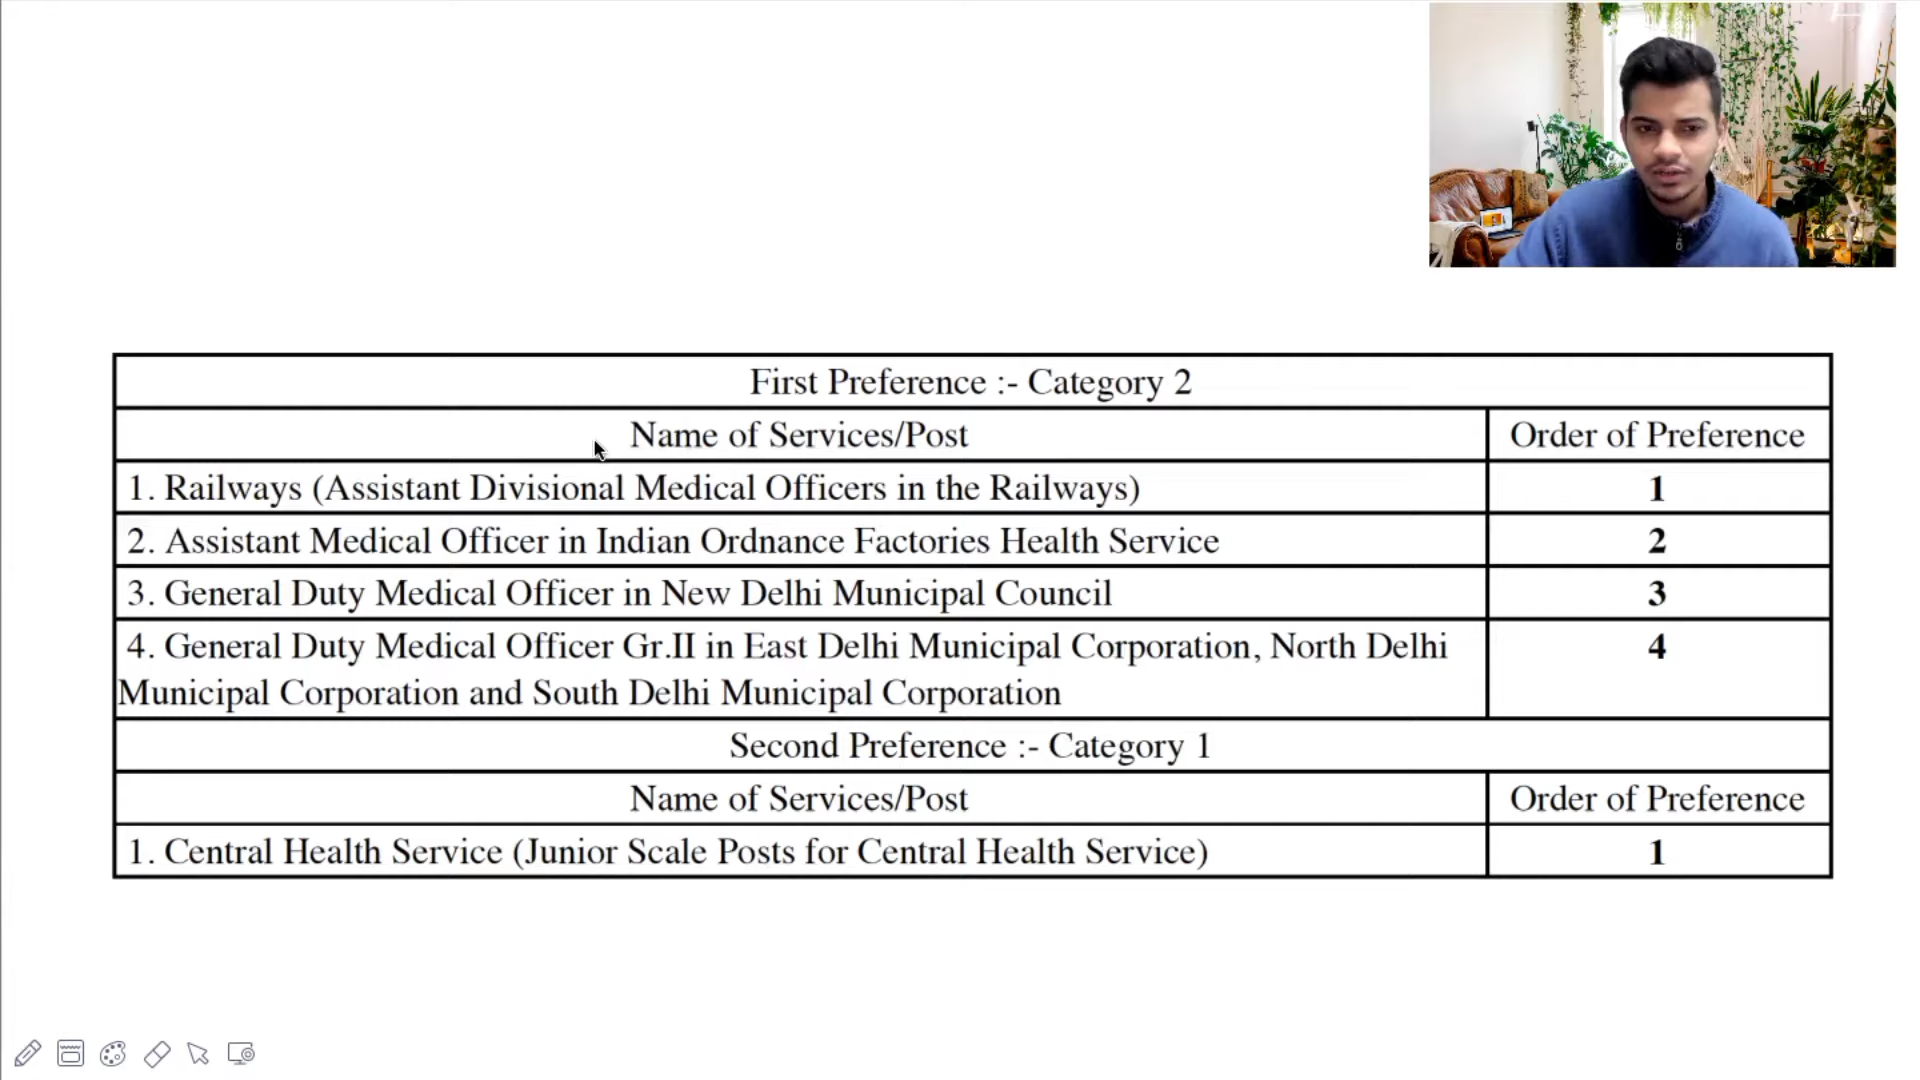 First Preference :- Category 2
Name of Services/Post
Order of Preference
1. Railways (Assistant Divisional Medical Officers in the Railways)
1
2. Assistant Medical Officer in Indian Ordnance Factories Health Service
2
3. General Duty Medical Officer in New Delhi Municipal Council
3
4. General Duty Medical Officer Gr.II in East Delhi Municipal Corporation, North Delhi
Municipal Corporation and South Delhi Municipal Corporation
4
Second Preference :- Category 1
Name of Services/Post
Order of Preference
1. Central Health Service (Junior Scale Posts for Central Health Service)
1